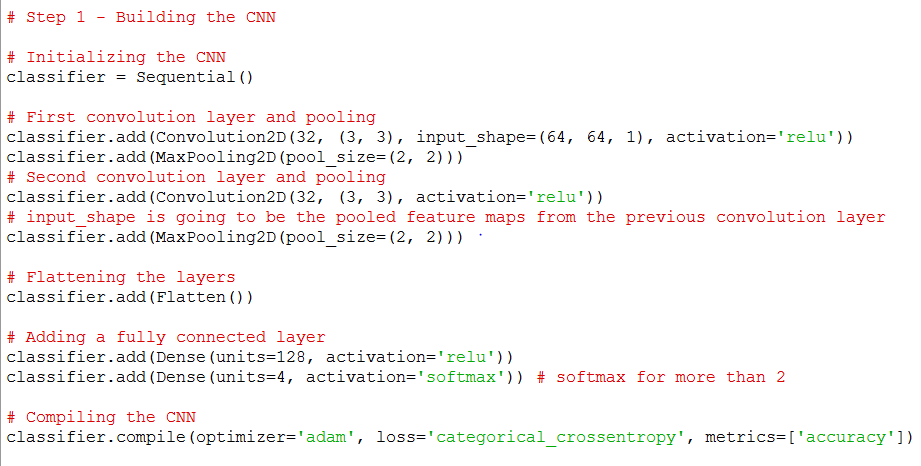 # Step 1 - Building the CNN
# Initializing the CNN
classifier = Sequential()
# First convolution layer and pooling
classifier.add(Convolution2D(32, (3, 3), input_shape=(64, 64, 1), activation='relu'))
classifier.add(MaxPooling2D(pool_size=(2, 2)))
# Second convolution layer and pooling
classifier.add(Convolution2D(32, (3, 3), activation='relu'))
# input_shape is going to be the pooled feature maps from the previous convolution layer
classifier.add(MaxPooling2D(pool_size=(2, 2)))
# Flattening the layers
classifier.add(Flatten())
# Adding a fully connected layer
classifier.add(Dense(units=128, activation='relu'))
classifier.add(Dense(units=4, activation='softmax')) # softmax for more than 2
# Compiling the CNN
classifier.compile(optimizer='adam', loss='categorical_crossentropy', metrics=['accuracy'])